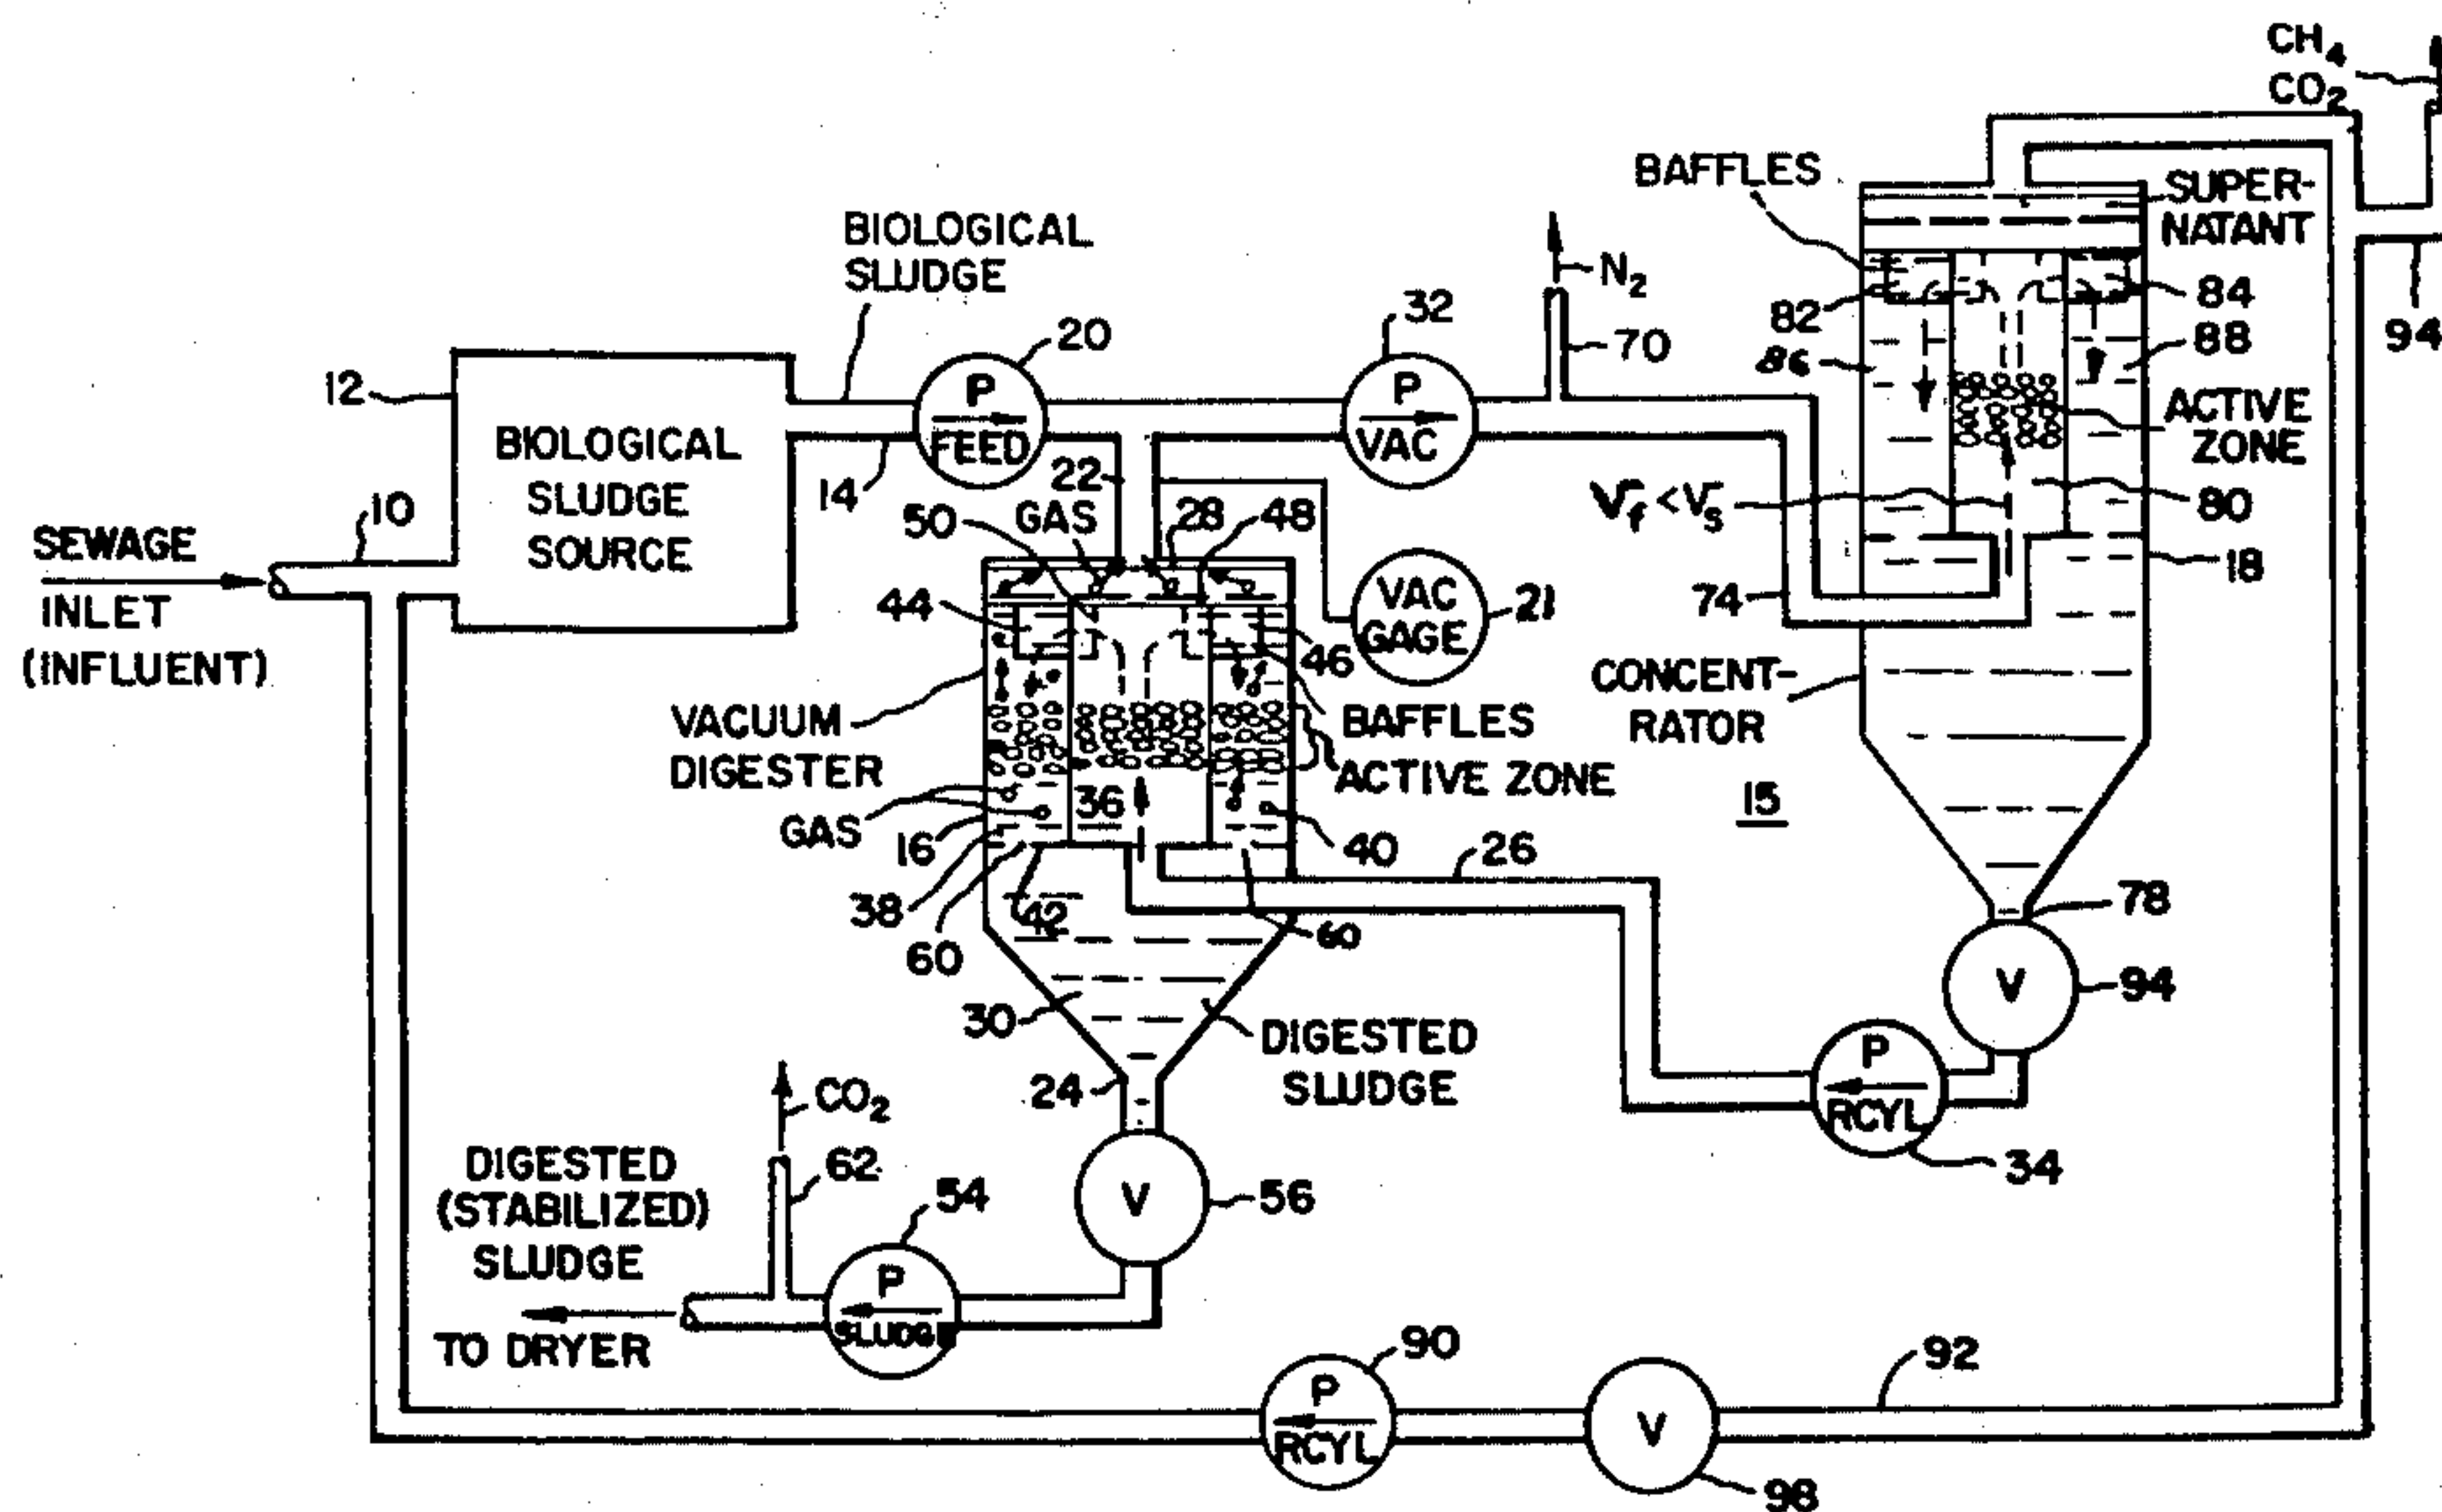 CH4
CO2
BAFFLES
SUPER-
NATANT
BIOLOGICAL
SLUDGE
N2
82
84
94
20
32
70
86
88
12
P
FEED
P
VAC
ACTIVE
ZONE
BIOLOGICAL
SLUDGE
SOURCE
14
22
50
GAS
28
48
Vf < Vs
80
10
SEWAGE
INLET
(INFLUENT)
44
VAC
GAGE
21
74
18
46
CONCENT-
RATOR
VACUUM
DIGESTER
BAFFLES
ACTIVE ZONE
36
15
GAS
16
40
26
38
42
60
60
78
30
DIGESTED
SLUDGE
V
94
24
P
RCYL
34
CO2
DIGESTED
(STABILIZED)
SLUDGE
62
54
V
56
P
SLUDGE
TO DRYER
90
92
P
RCYL
V
98